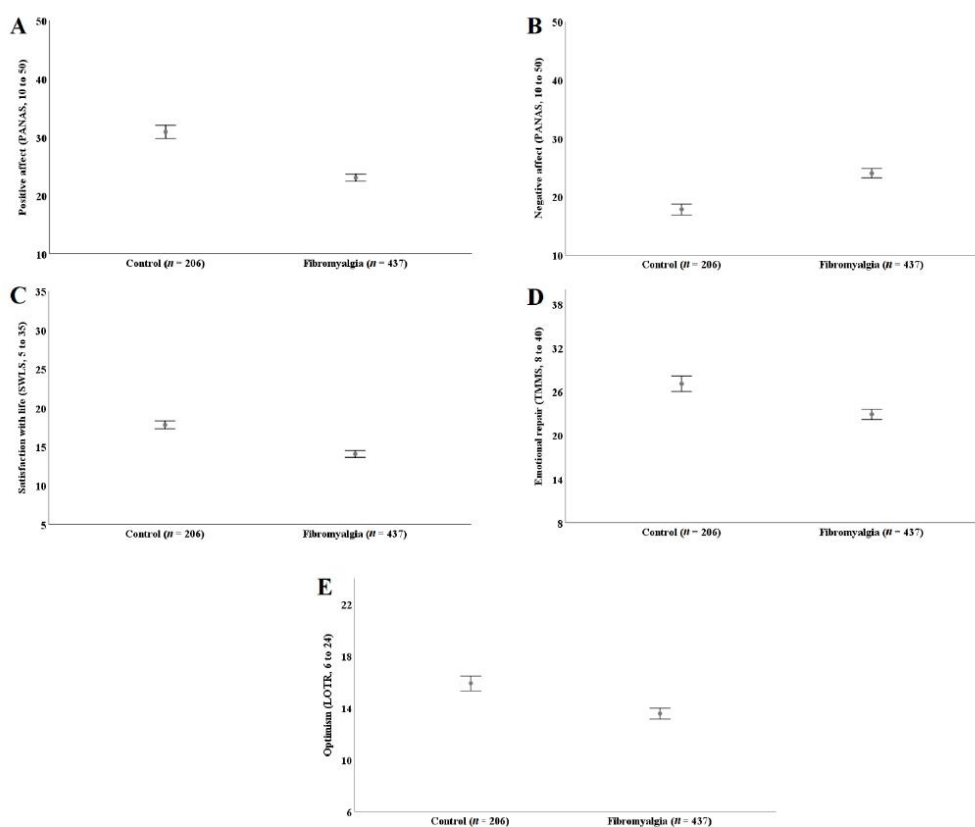 A
Positive affect (PANAS, 10 to 50)
50
40
30
20
10
Control (n = 206)
Fibromyalgia (n = 437)
B
Negative affect (PANAS, 10 to 50)
50
40
30
20
10
Control (n = 206)
Fibromyalgia (n = 437)
C
Satisfaction with life (SWLS, 5 to 35)
35
30
25
20
15
10
5
Control (n = 206)
Fibromyalgia (n = 437)
D
Emotional repair (TMMS, 8 to 40)
38
32
26
20
14
8
Control (n = 206)
Fibromyalgia (n = 437)
E
Optimism (LOTR, 6 to 24)
22
18
14
10
6
Control (n = 206)
Fibromyalgia (n = 437)